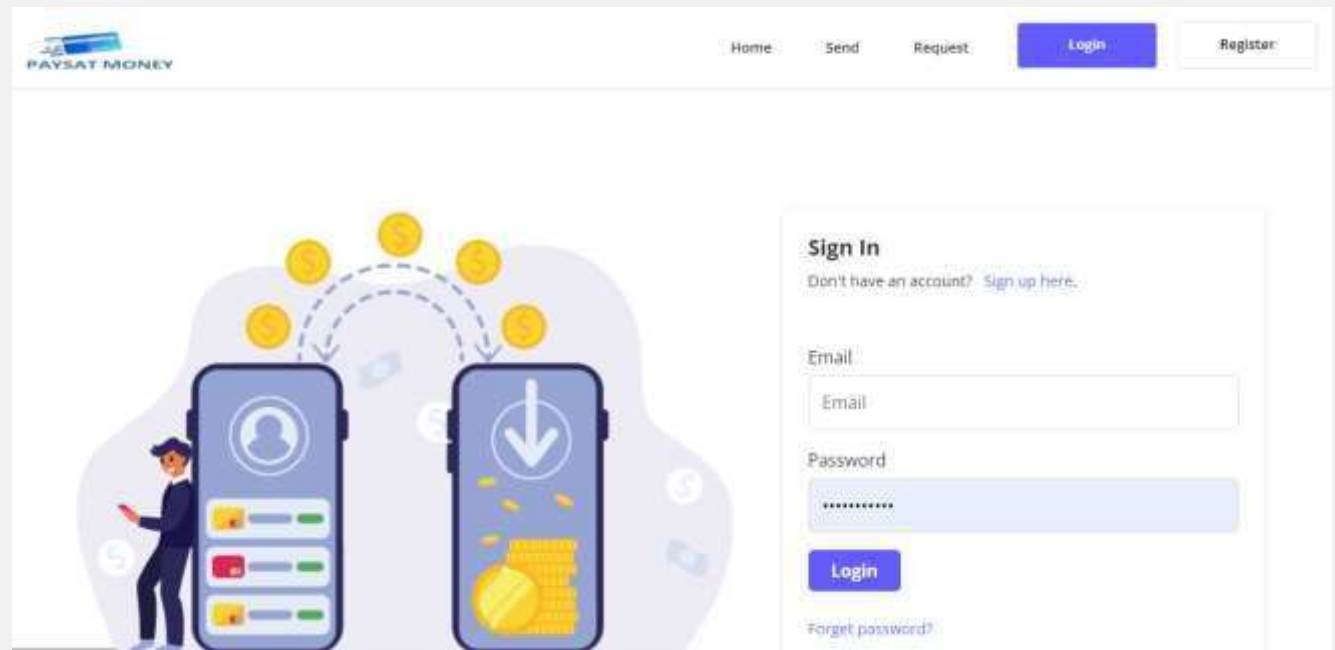 PAYSAT MONEY
Home Send Request Login Register
Sign In
Don't have an account? Sign up here.
Email
Email
Password
•••••••••••
Login
Forget password?